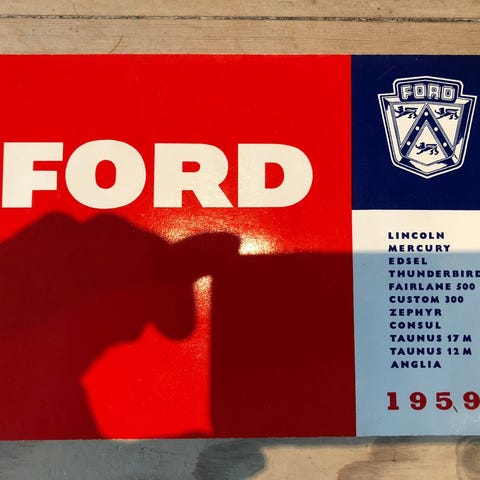 FORD
FORD
LINCOLN
MERCURY
EDSEL
THUNDERBIRD
FAIRLANE 500
CUSTOM 300
ZEPHYR
CONSUL
TAUNUS 17 M
TAUNUS 12 M
ANGLIA
1959